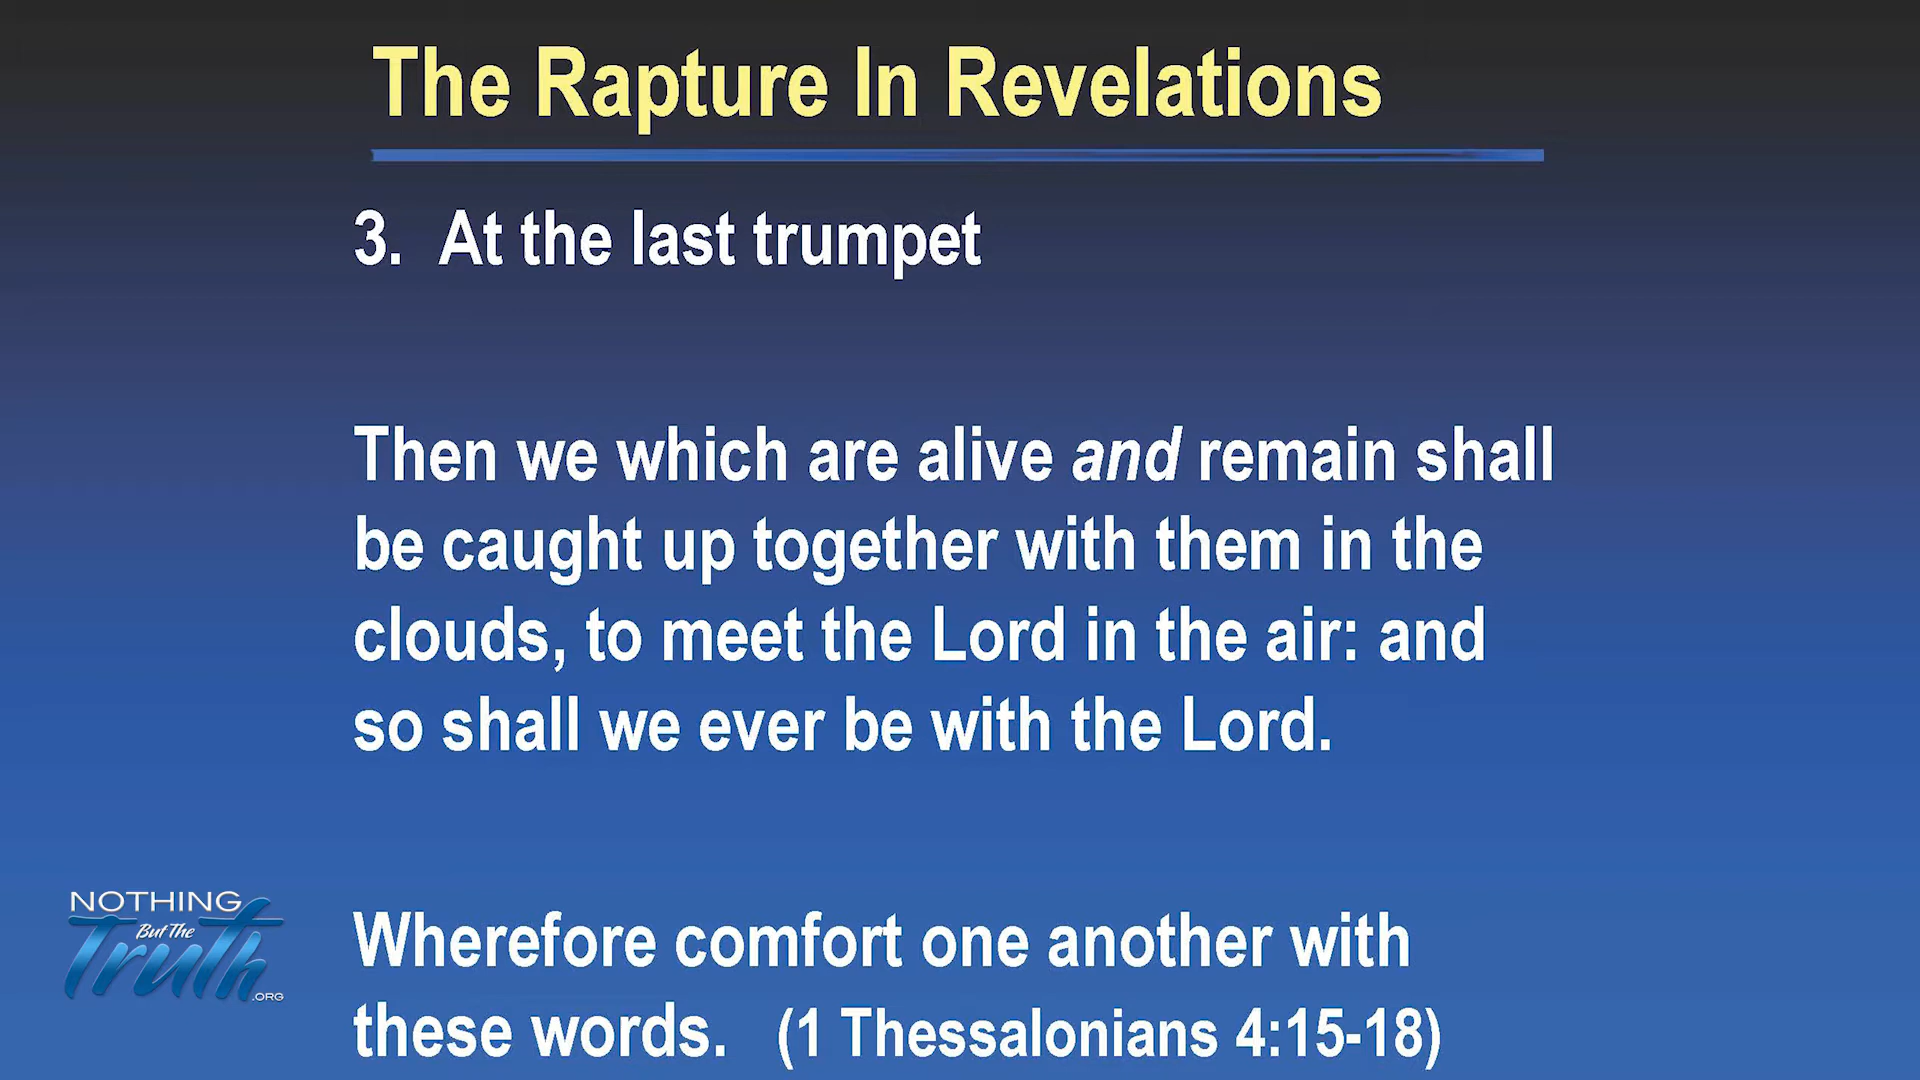 The Rapture In Revelations
3. At the last trumpet
Then we which are alive and remain shall
be caught up together with them in the
clouds, to meet the Lord in the air: and
so shall we ever be with the Lord.
Wherefore comfort one another with
these words. (1 Thessalonians 4:15-18)
NOTHING
But The
Truth
.ORG